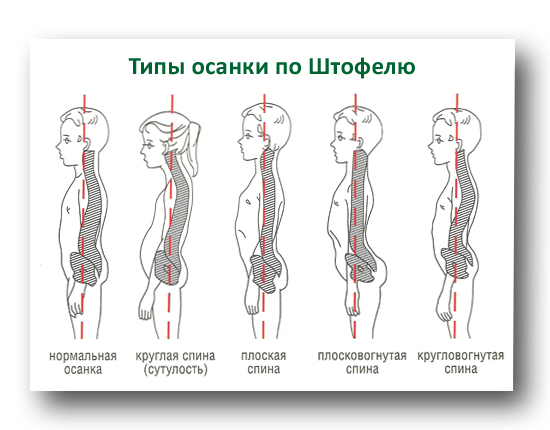 Типы осанки по Штофелю
нормальная
осанка
круглая спина
(сутулость)
плоская
спина
плосковогнутая
спина
кругловогнутая
спина